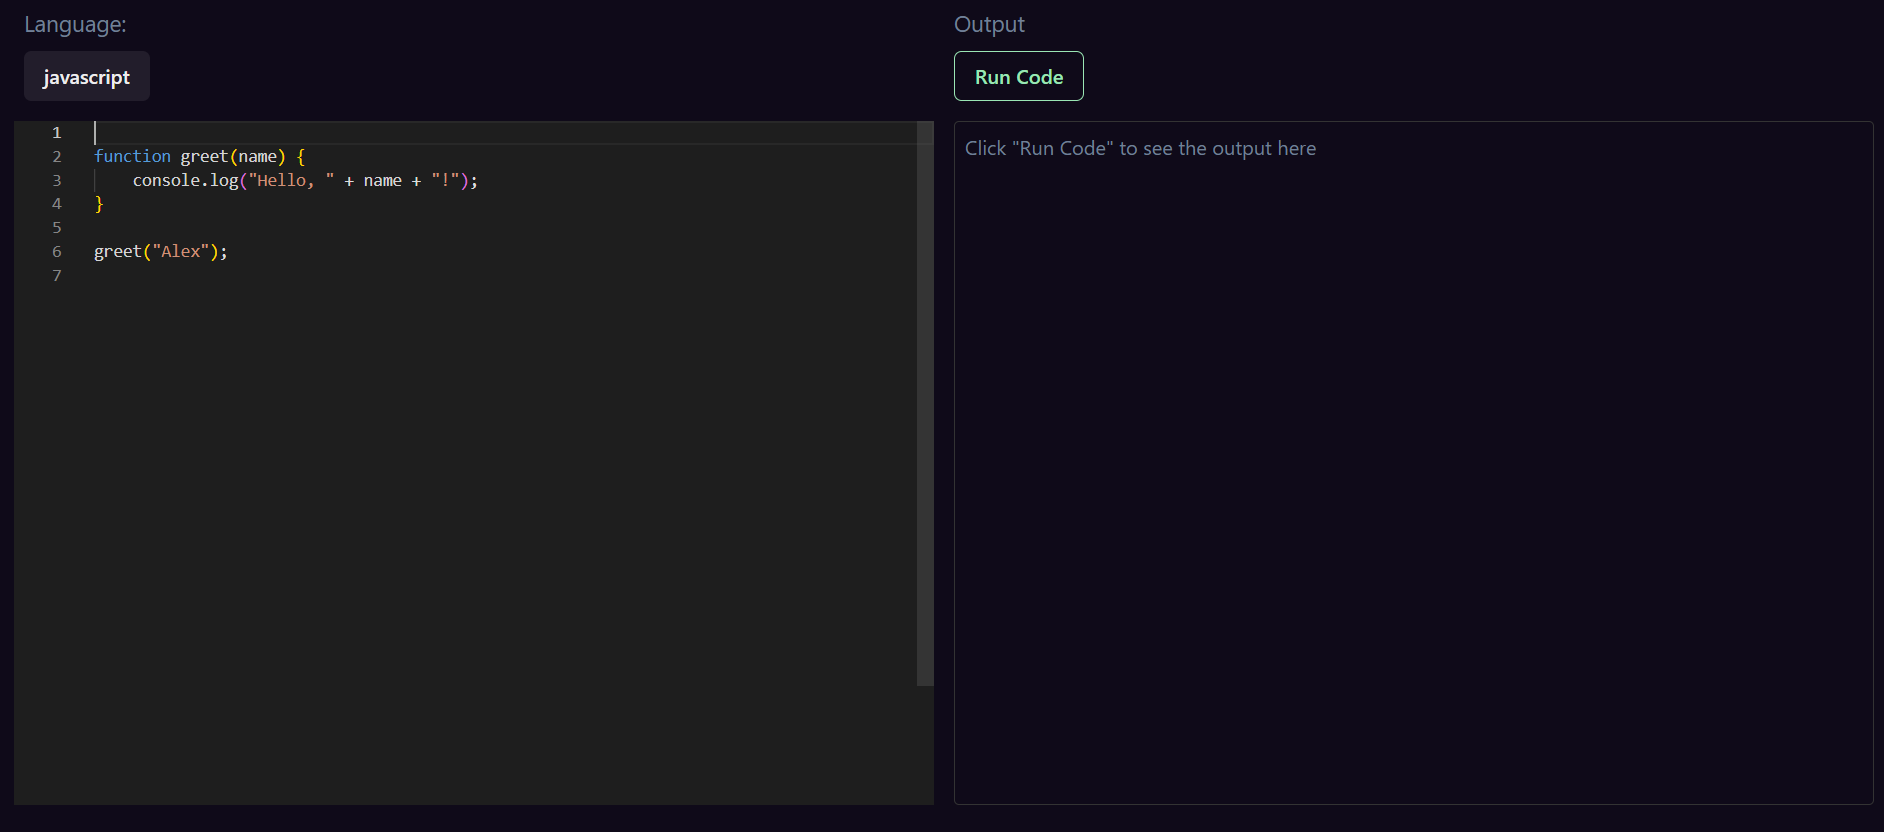 Language:
javascript
1
2 function greet(name) {
3     console.log("Hello, " + name + "!");
4 }
5
6 greet("Alex");
7
Output
Run Code
Click "Run Code" to see the output here